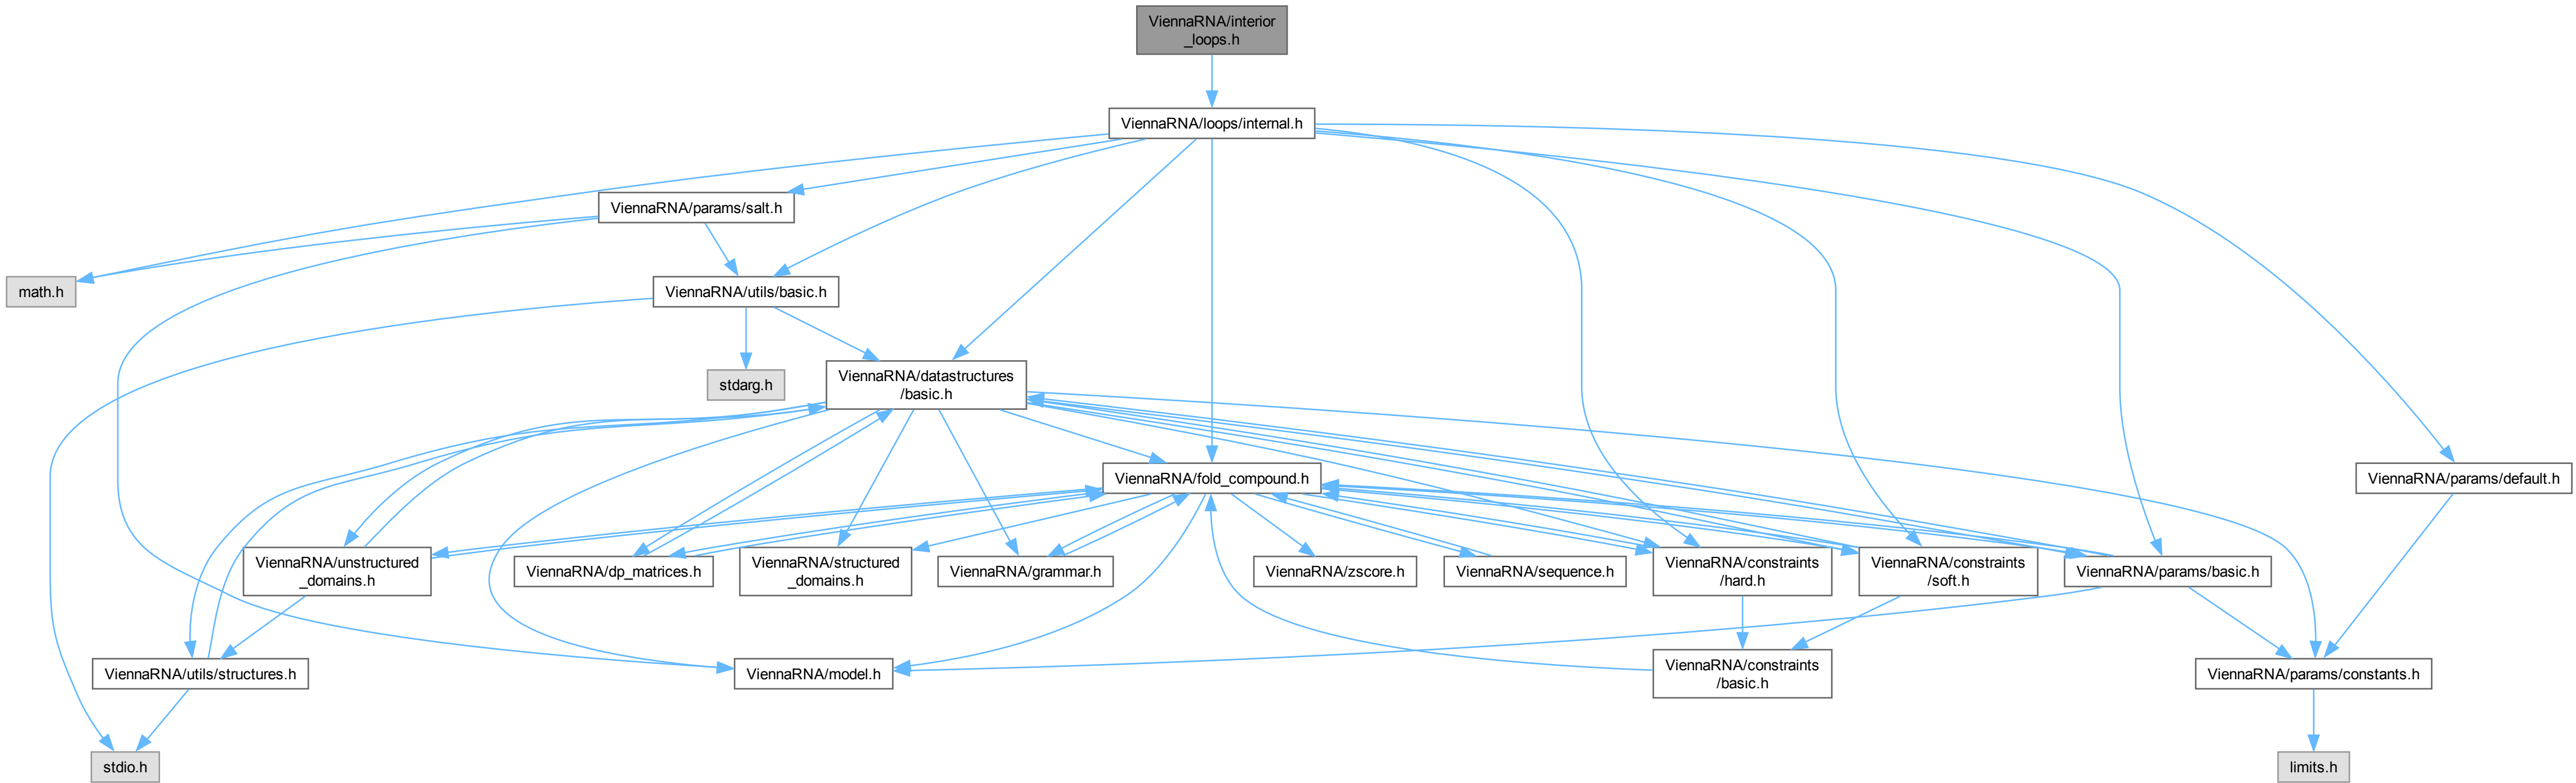 ViennaRNA/interior
_loops.h
ViennaRNA/loops/internal.h
ViennaRNA/params/salt.h
math.h
ViennaRNA/utils/basic.h
stdarg.h
ViennaRNA/datastructures
/basic.h
ViennaRNA/fold_compound.h
ViennaRNA/params/default.h
ViennaRNA/unstructured
_domains.h
ViennaRNA/dp_matrices.h
ViennaRNA/structured
_domains.h
ViennaRNA/grammar.h
ViennaRNA/zscore.h
ViennaRNA/sequence.h
ViennaRNA/constraints
/hard.h
ViennaRNA/constraints
/soft.h
ViennaRNA/params/basic.h
ViennaRNA/utils/structures.h
ViennaRNA/model.h
ViennaRNA/constraints
/basic.h
ViennaRNA/params/constants.h
stdio.h
limits.h